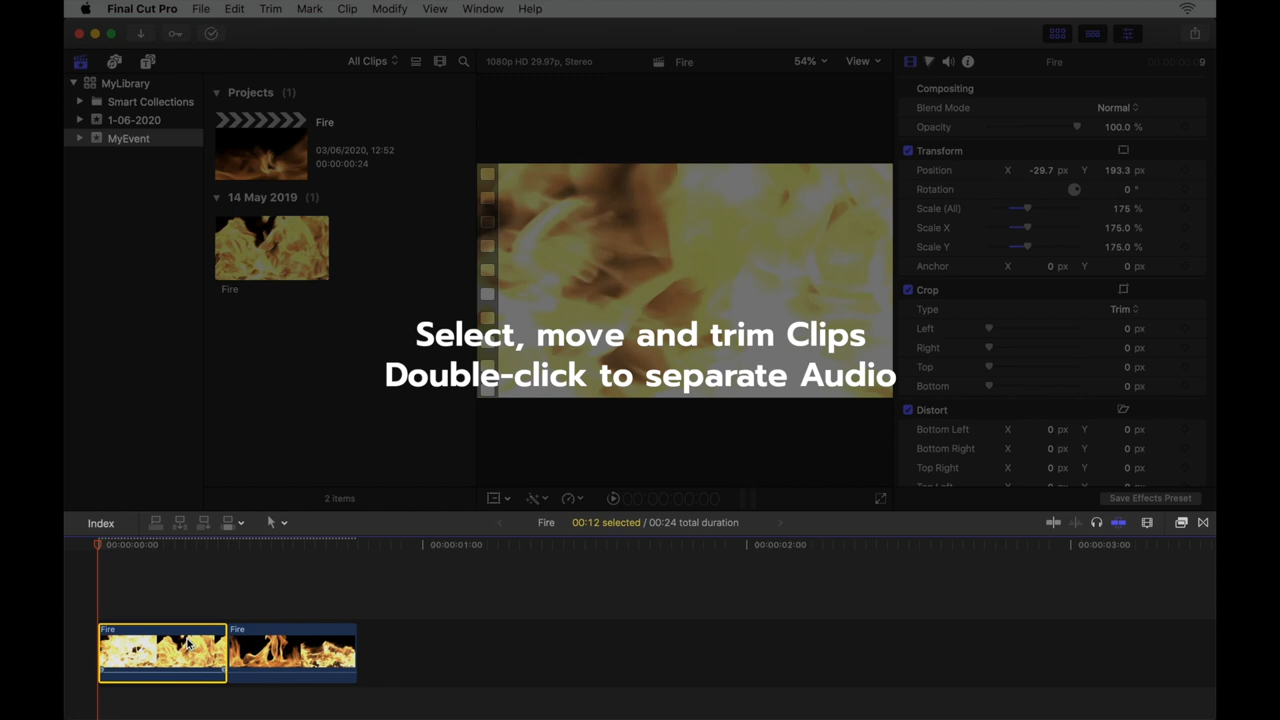 Final Cut Pro File Edit Trim Mark Clip Modify View Window Help
All Clips
1080p HD 29.97p, Stereo
Fire
54%
View
Fire
9
MyLibrary
Smart Collections
1-06-2020
MyEvent
Projects (1)
Fire
03/06/2020, 12:52
00:00:00:24
14 May 2019 (1)
Fire
2 items
Compositing
Blend Mode Normal
Opacity 100.0 %
Transform
Position X -29.7 px Y 193.3 px
Rotation 0 °
Scale (All) 175 %
Scale X 175.0 %
Scale Y 175.0 %
Anchor X 0 px Y 0 px
Crop
Type Trim
Left 0 px
Right 0 px
Top 0 px
Bottom 0 px
Distort
Bottom Left X 0 px Y 0 px
Bottom Right X 0 px Y 0 px
Top Right X 0 px Y 0 px
Select, move and trim Clips
Double-click to separate Audio
00:00:00:00
Save Effects Preset
Index
Fire 00:12 selected / 00:24 total duration
00:00:00:00 00:00:01:00 00:00:02:00 00:00:03:00
Fire Fire